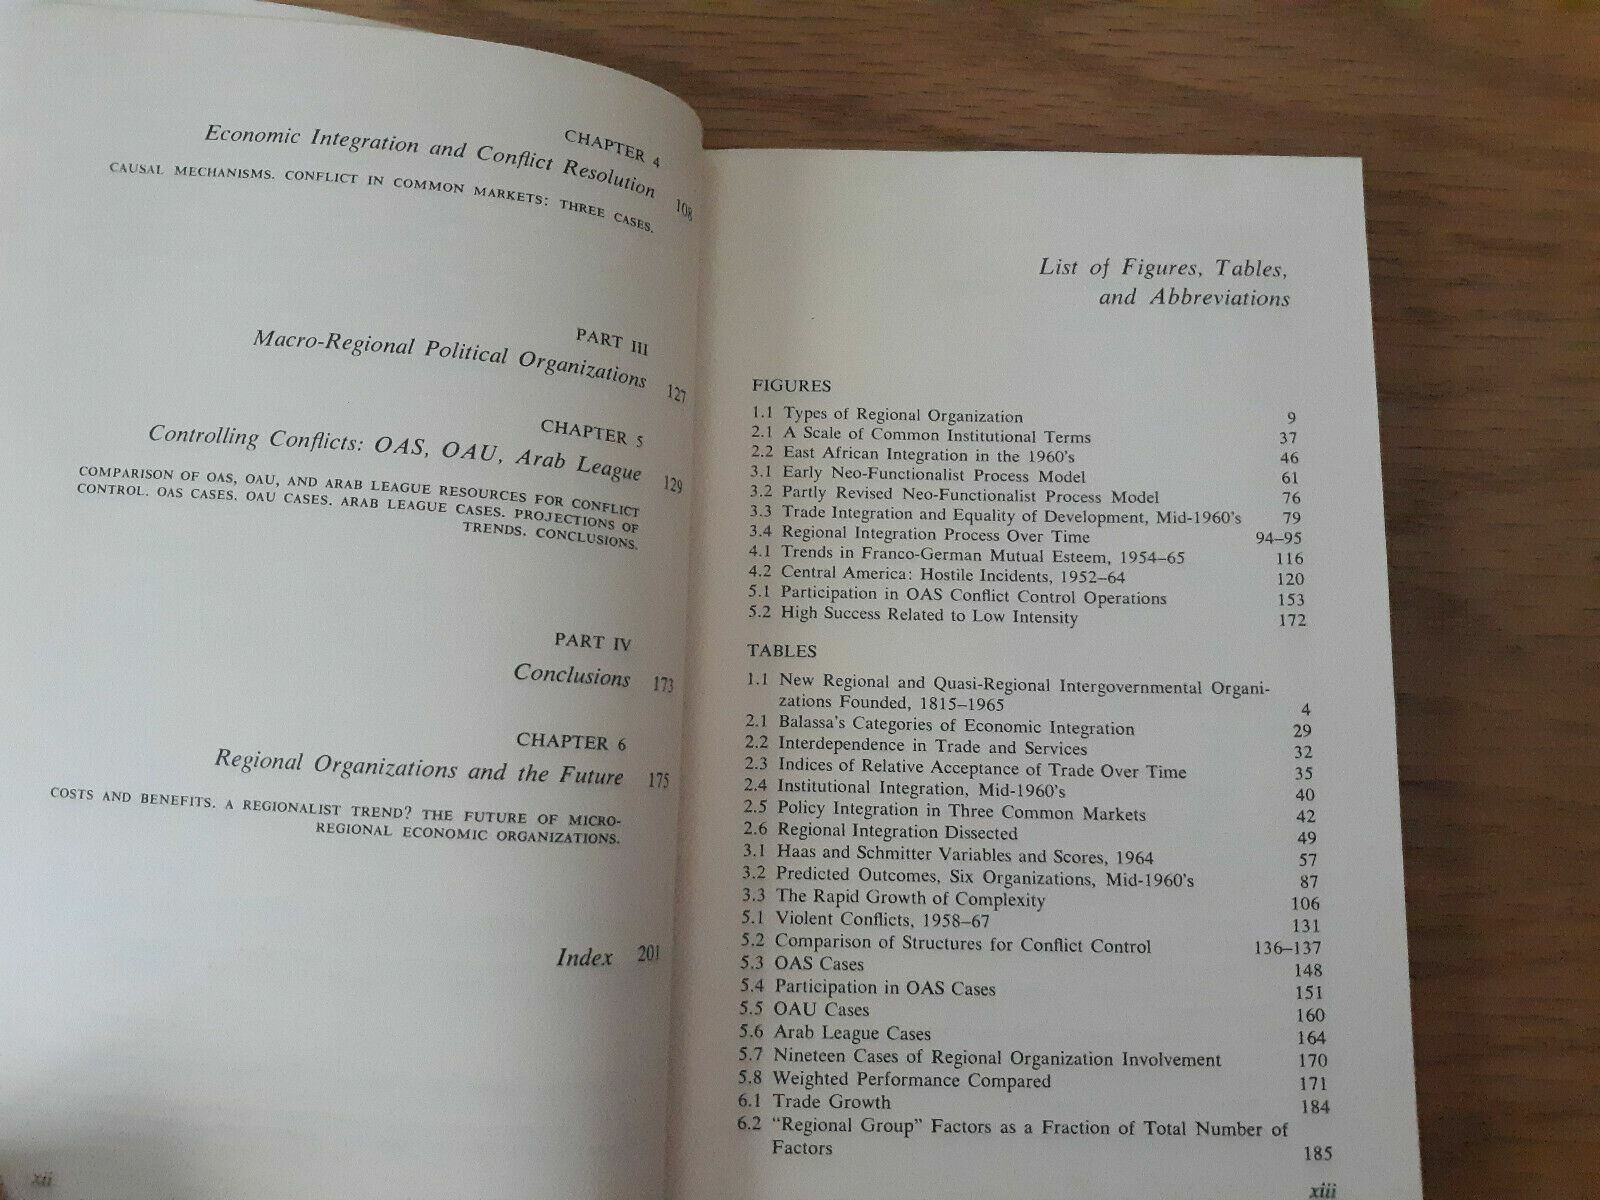 CHAPTER 4
Economic Integration and Conflict Resolution 108
CAUSAL MECHANISMS. CONFLICT IN COMMON MARKETS: THREE CASES.
PART III
Macro-Regional Political Organizations 127
CHAPTER 5
Controlling Conflicts: OAS, OAU, Arab League 129
COMPARISON OF OAS, OAU, AND ARAB LEAGUE RESOURCES FOR CONFLICT
CONTROL. OAS CASES. OAU CASES. ARAB LEAGUE CASES. PROJECTIONS OF
TRENDS. CONCLUSIONS.
PART IV
Conclusions 173
CHAPTER 6
Regional Organizations and the Future 175
COSTS AND BENEFITS. A REGIONALIST TREND? THE FUTURE OF MICRO-
REGIONAL ECONOMIC ORGANIZATIONS.
Index 201
xii
List of Figures, Tables,
and Abbreviations
FIGURES
1.1 Types of Regional Organization 9
2.1 A Scale of Common Institutional Terms 37
2.2 East African Integration in the 1960's 46
3.1 Early Neo-Functionalist Process Model 61
3.2 Partly Revised Neo-Functionalist Process Model 76
3.3 Trade Integration and Equality of Development, Mid-1960's 79
3.4 Regional Integration Process Over Time 94–95
4.1 Trends in Franco-German Mutual Esteem, 1954–65 116
4.2 Central America: Hostile Incidents, 1952–64 120
5.1 Participation in OAS Conflict Control Operations 153
5.2 High Success Related to Low Intensity 172
TABLES
1.1 New Regional and Quasi-Regional Intergovernmental Organi-
zations Founded, 1815–1965 4
2.1 Balassa's Categories of Economic Integration 29
2.2 Interdependence in Trade and Services 32
2.3 Indices of Relative Acceptance of Trade Over Time 35
2.4 Institutional Integration, Mid-1960's 40
2.5 Policy Integration in Three Common Markets 42
2.6 Regional Integration Dissected 49
3.1 Haas and Schmitter Variables and Scores, 1964 57
3.2 Predicted Outcomes, Six Organizations, Mid-1960's 87
3.3 The Rapid Growth of Complexity 106
5.1 Violent Conflicts, 1958–67 131
5.2 Comparison of Structures for Conflict Control 136–137
5.3 OAS Cases 148
5.4 Participation in OAS Cases 151
5.5 OAU Cases 160
5.6 Arab League Cases 164
5.7 Nineteen Cases of Regional Organization Involvement 170
5.8 Weighted Performance Compared 171
6.1 Trade Growth 184
6.2 "Regional Group" Factors as a Fraction of Total Number of
Factors 185
xiii